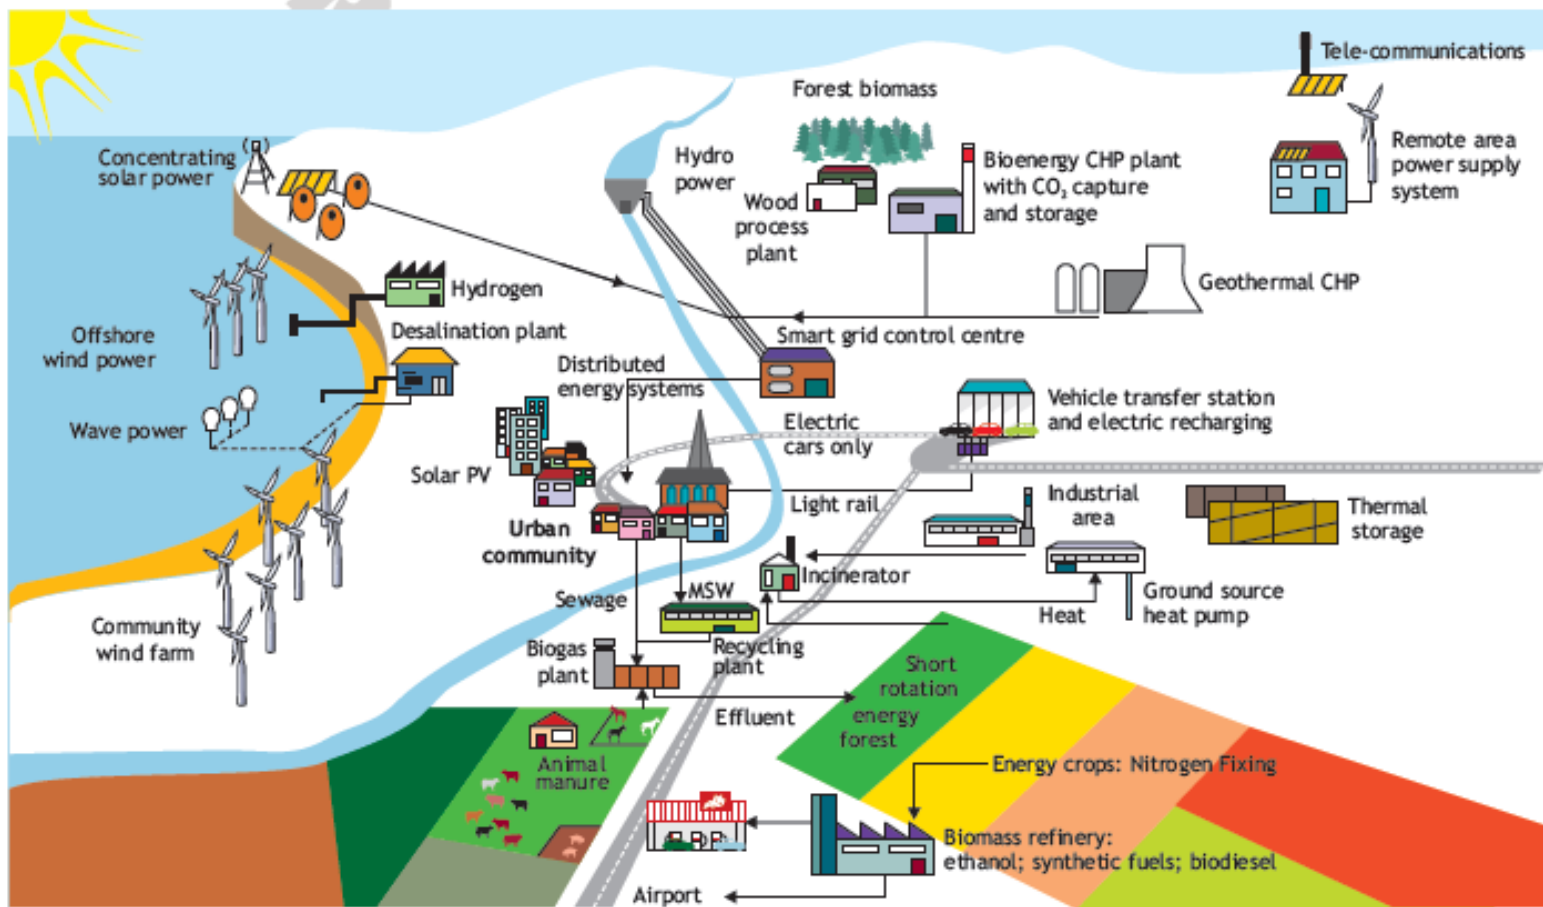 Tele-communications
Forest biomass
Concentrating
solar power
Hydro
power
Bioenergy CHP plant
with CO₂ capture
and storage
Remote area
power supply
system
Wood
process
plant
Hydrogen
Geothermal CHP
Offshore
wind power
Desalination plant
Smart grid control centre
Distributed
energy systems
Vehicle transfer station
and electric recharging
Wave power
Electric
cars only
Solar PV
Light rail
Industrial
area
Thermal
storage
Urban
community
Incinerator
Sewage
MSW
Heat
Ground source
heat pump
Community
wind farm
Biogas
plant
Recycling
plant
Short
rotation
energy
forest
Effluent
Animal
manure
Energy crops: Nitrogen Fixing
Biomass refinery:
ethanol; synthetic fuels; biodiesel
Airport